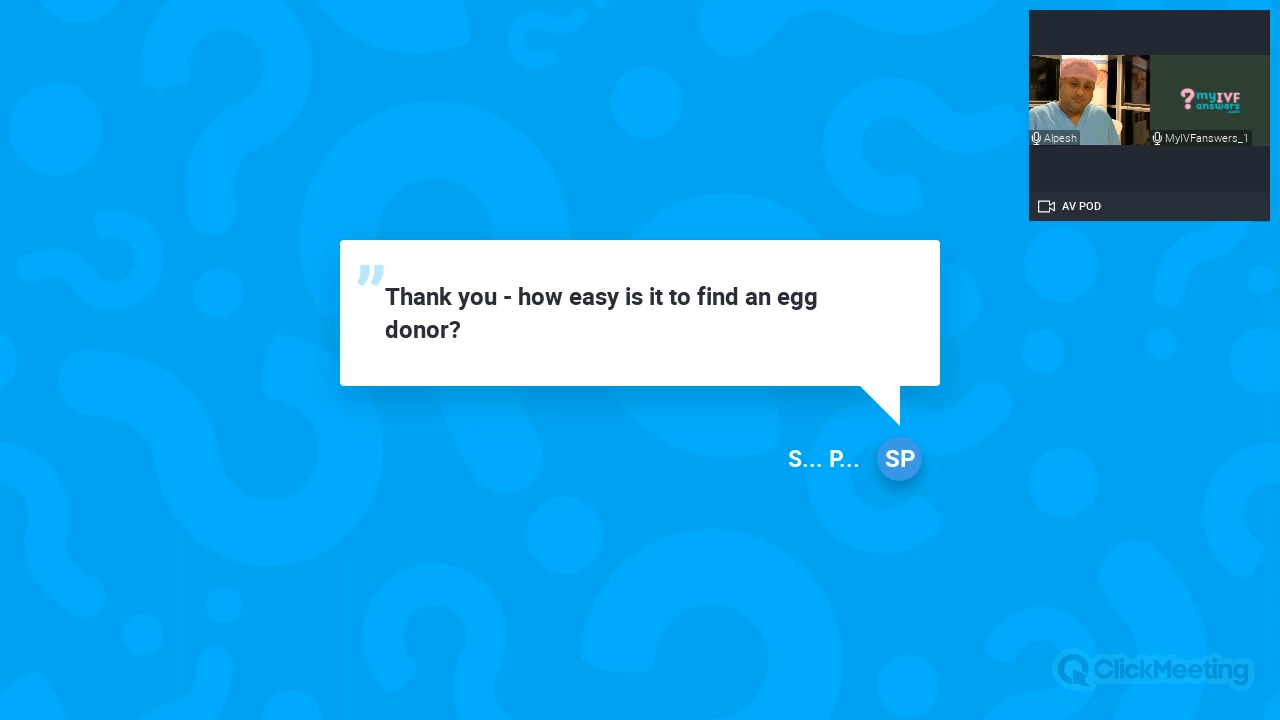 myIVF
answers
.com
Alpesh
MyIVFanswers_1
AV POD
" Thank you - how easy is it to find an egg
donor?
S... P...
SP
ClickMeeting